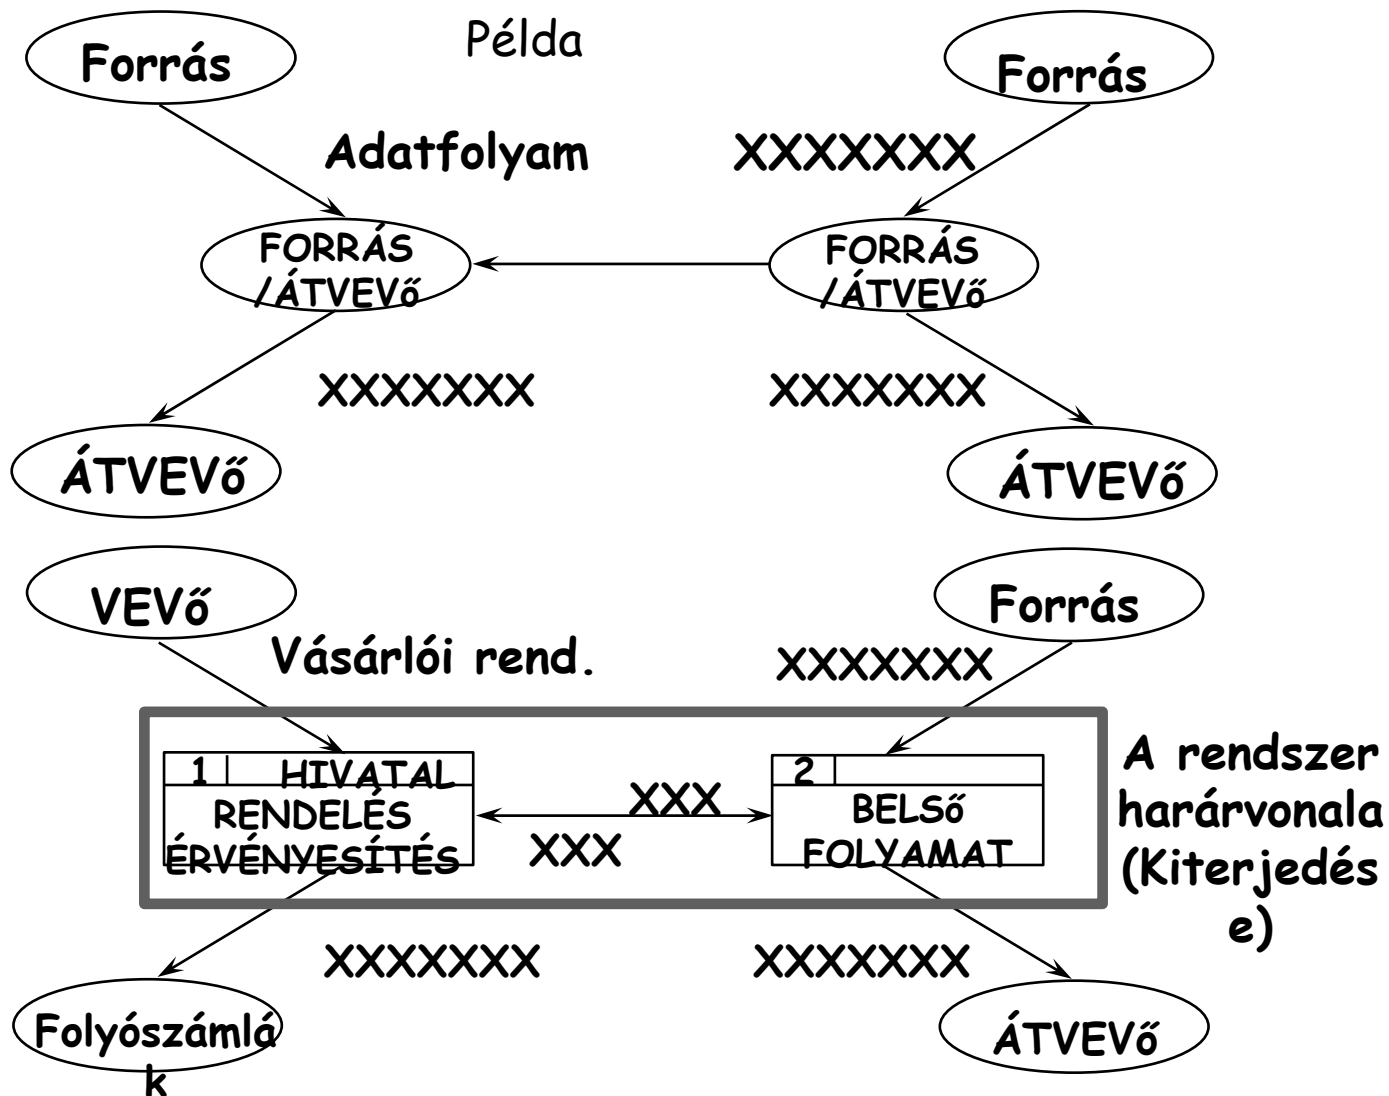 Példa
Forrás
Forrás
Adatfolyam
XXXXXXX
FORRÁS
/ÁTVEVő
FORRÁS
/ÁTVEVő
XXXXXXX
XXXXXXX
ÁTVEVő
ÁTVEVő
VEVő
Forrás
Vásárlói rend.
XXXXXXX
1
HIVATAL
RENDELÉS
ÉRVÉNYESÍTÉS
XXX
XXX
2
BELSő
FOLYAMAT
A rendszer
harárvonala
(Kiterjedés
e)
XXXXXXX
XXXXXXX
Folyószámlá
k
ÁTVEVő